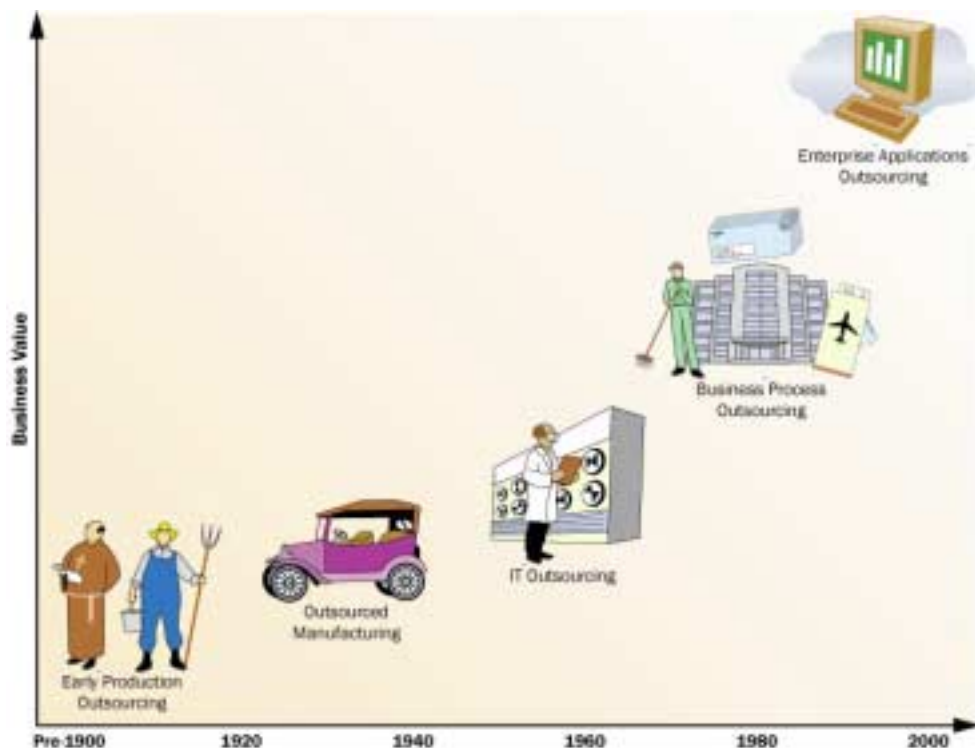 Business Value
Enterprise Applications
Outsourcing
Business Process
Outsourcing
IT Outsourcing
Outsourced
Manufacturing
Early Production
Outsourcing
Pre-1900
1920
1940
1960
1980
2000